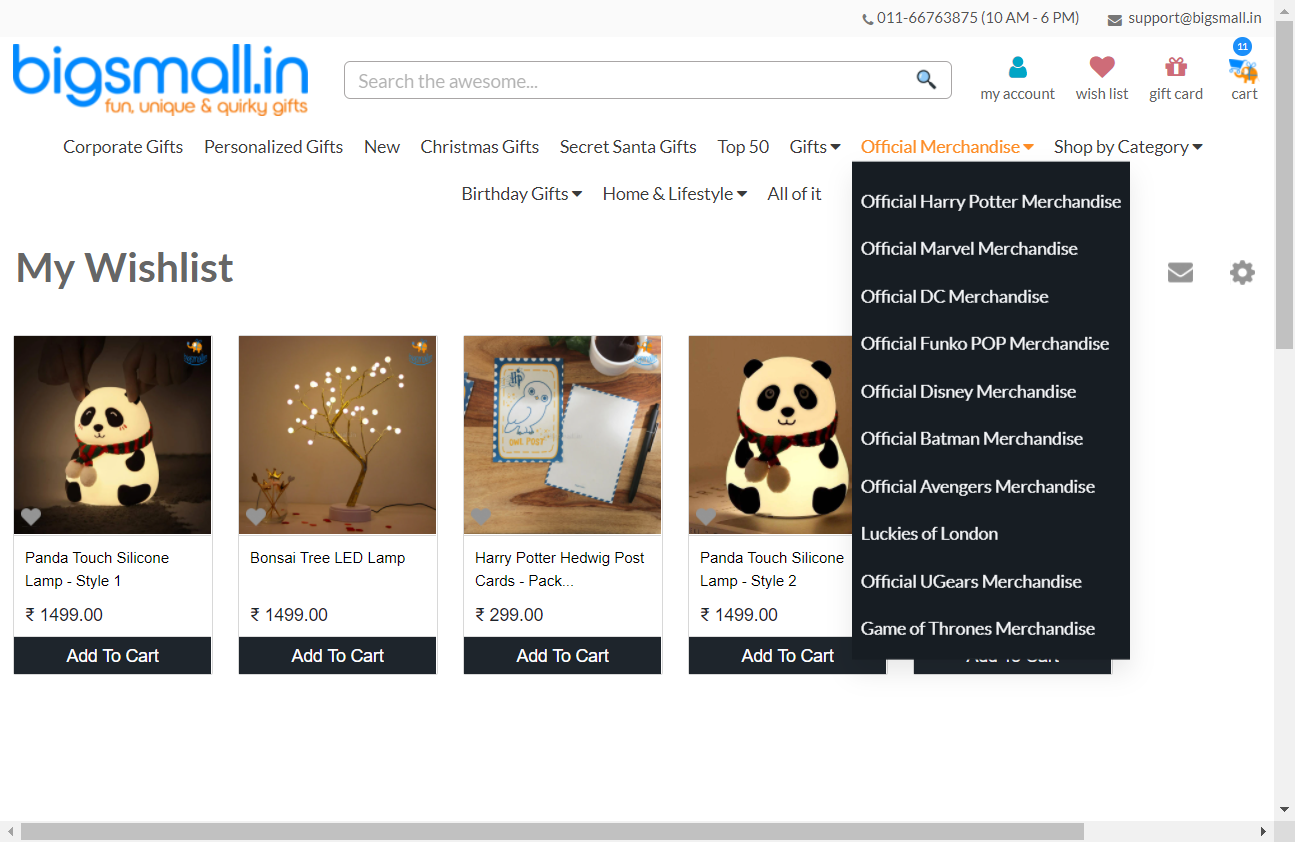 011-66763875 (10 AM - 6 PM) support@bigsmall.in
bigsmall.in
fun, unique & quirky gifts
Search the awesome...
my account wish list gift card 11 cart
Corporate Gifts Personalized Gifts New Christmas Gifts Secret Santa Gifts Top 50 Gifts Official Merchandise Shop by Category
Birthday Gifts Home & Lifestyle All of it
Official Harry Potter Merchandise
Official Marvel Merchandise
Official DC Merchandise
Official Funko POP Merchandise
Official Disney Merchandise
Official Batman Merchandise
Official Avengers Merchandise
Luckies of London
Official UGears Merchandise
Game of Thrones Merchandise
My Wishlist
OWL POST
Panda Touch Silicone
Lamp - Style 1
₹ 1499.00
Add To Cart
Bonsai Tree LED Lamp
₹ 1499.00
Add To Cart
Harry Potter Hedwig Post
Cards - Pack...
₹ 299.00
Add To Cart
Panda Touch Silicone
Lamp - Style 2
₹ 1499.00
Add To Cart
Add To Cart